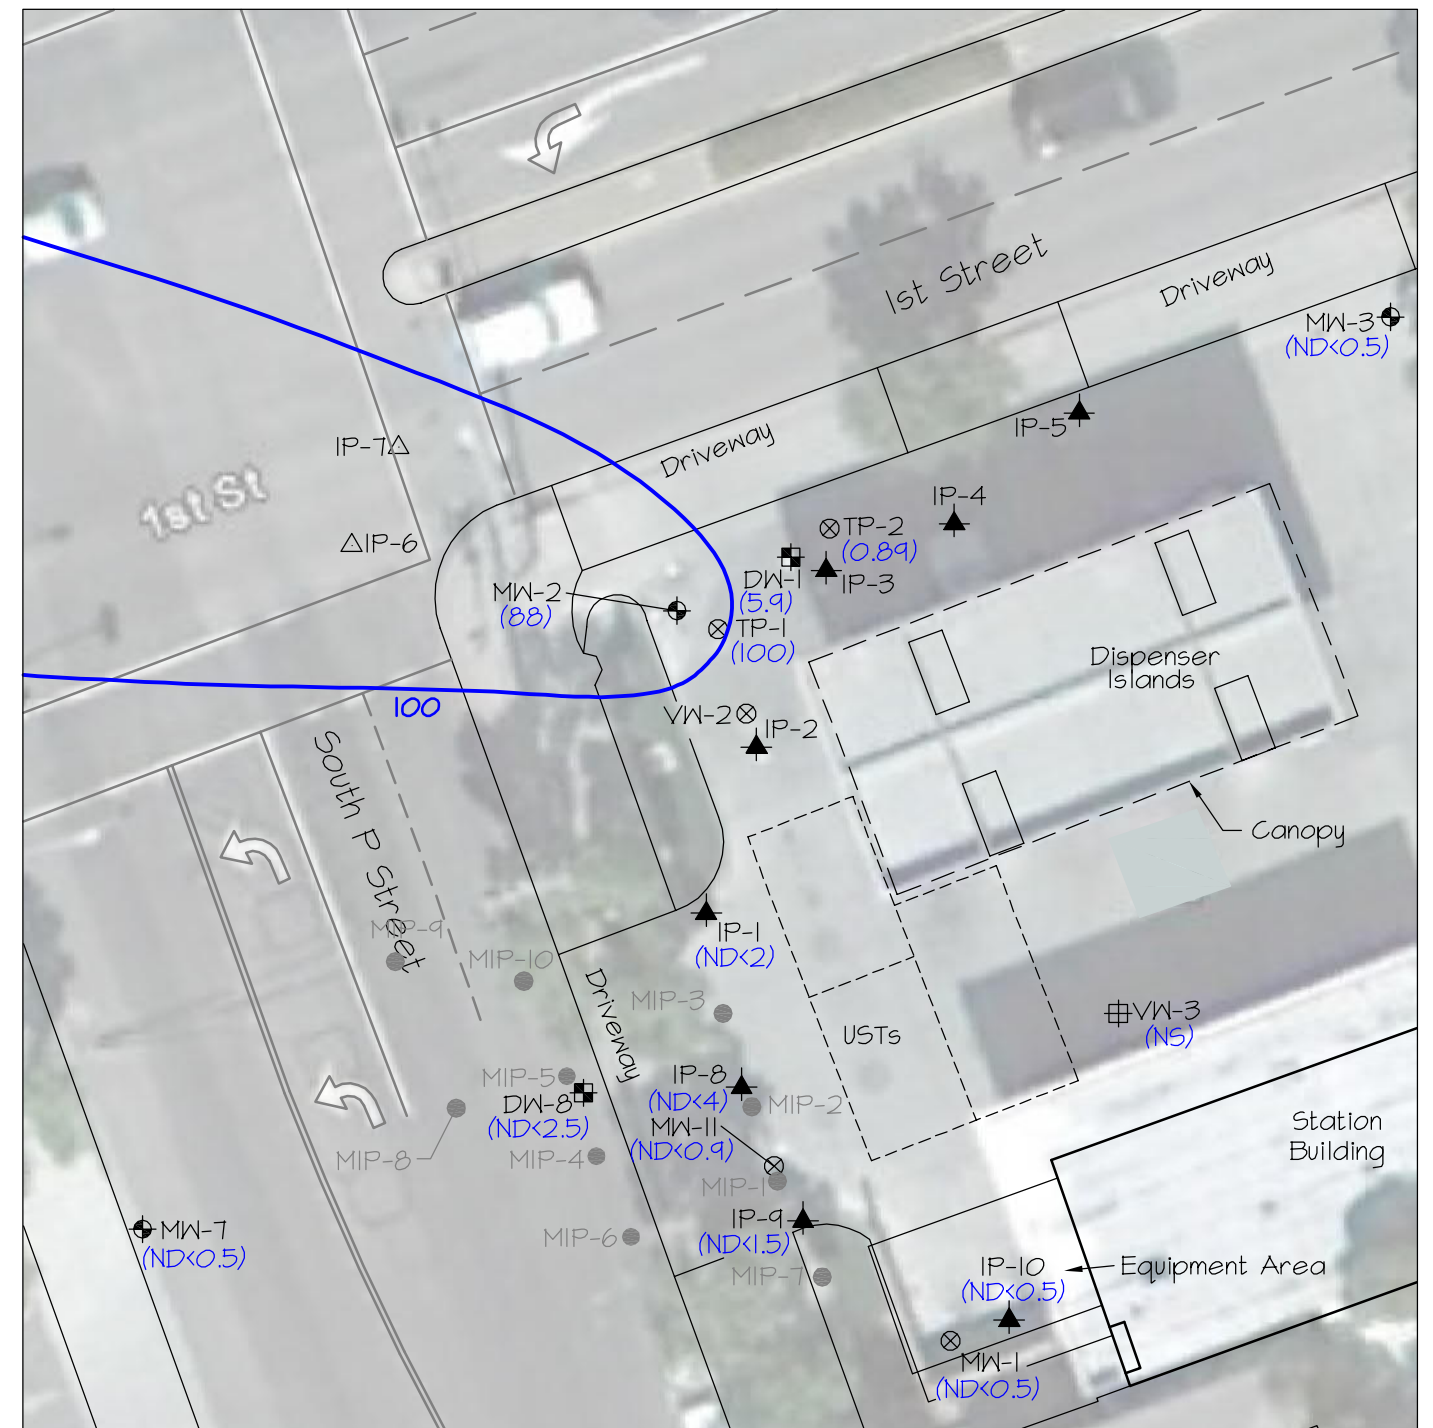 1st Street
Driveway
MW-3
(ND<0.5)
IP-5
Driveway
IP-7
1st St
IP-6
IP-4
TP-2
(0.89)
DW-1
(5.9)
IP-3
MW-2
(88)
TP-1
(100)
Dispenser
Islands
100
VW-2
IP-2
South P Street
Canopy
MIP-9
IP-1
(ND<2)
MIP-10
MIP-3
Driveway
USTs
VW-3
(NS)
MIP-5
DW-8
(ND<2.5)
IP-8
(ND<4)
MIP-2
MW-11
(ND<0.9)
Station
Building
MIP-8
MIP-4
MIP-1
IP-9
(ND<1.5)
MW-7
(ND<0.5)
MIP-6
MIP-7
IP-10
(ND<0.5)
Equipment Area
MW-1
(ND<0.5)